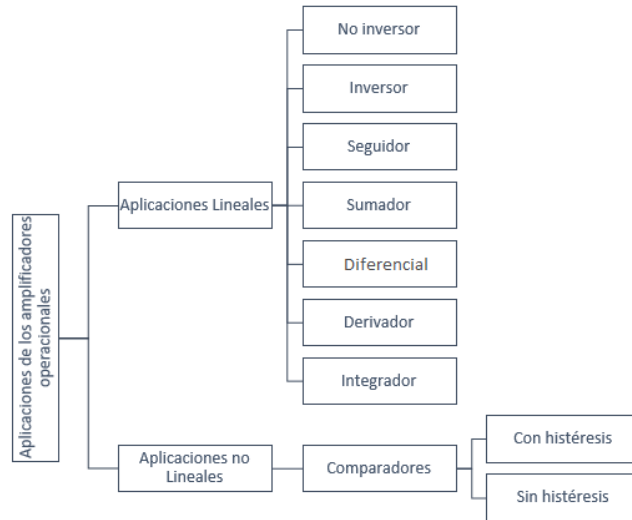 Aplicaciones de los amplificadores
operacionales
Aplicaciones Lineales
No inversor
Inversor
Seguidor
Sumador
Diferencial
Derivador
Integrador
Aplicaciones no
Lineales
Comparadores
Con histéresis
Sin histéresis